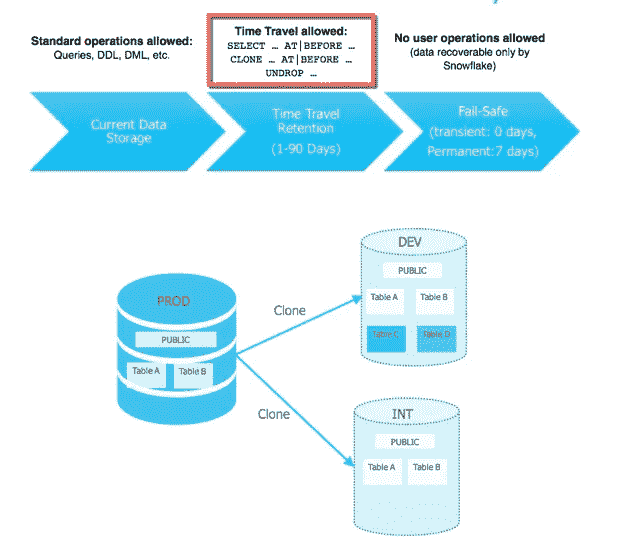 Standard operations allowed:
Queries, DDL, DML, etc.
Time Travel allowed:
SELECT … AT|BEFORE …
CLONE … AT|BEFORE …
UNDROP …
No user operations allowed
(data recoverable only by
Snowflake)
Current Data
Storage
Time Travel
Retention
(1-90 Days)
Fail-Safe
(transient: 0 days,
Permanent:7 days)
PROD
PUBLIC
Table A
Table B
Clone
Clone
DEV
PUBLIC
Table A
Table B
Table C
Table D
INT
PUBLIC
Table A
Table B